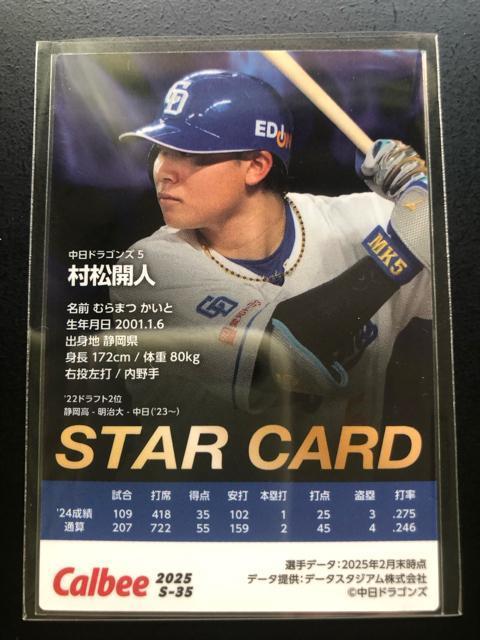 CD
EDION
MK5
CD
中日ドラゴンズ 5
村松開人
名前 むらまつ かいと
生年月日 2001.1.6
出身地 静岡県
身長 172cm / 体重 80kg
右投左打 / 内野手
'22ドラフト2位
静岡高 - 明治大 - 中日('23〜)
STAR CARD
試合 打席 得点 安打 本塁打 打点 盗塁 打率
'24成績 109 418 35 102 1 25 3 .275
通算 207 722 55 159 2 45 4 .246
Calbee 2025
S-35
選手データ:2025年2月末時点
データ提供:データスタジアム株式会社
©中日ドラゴンズ